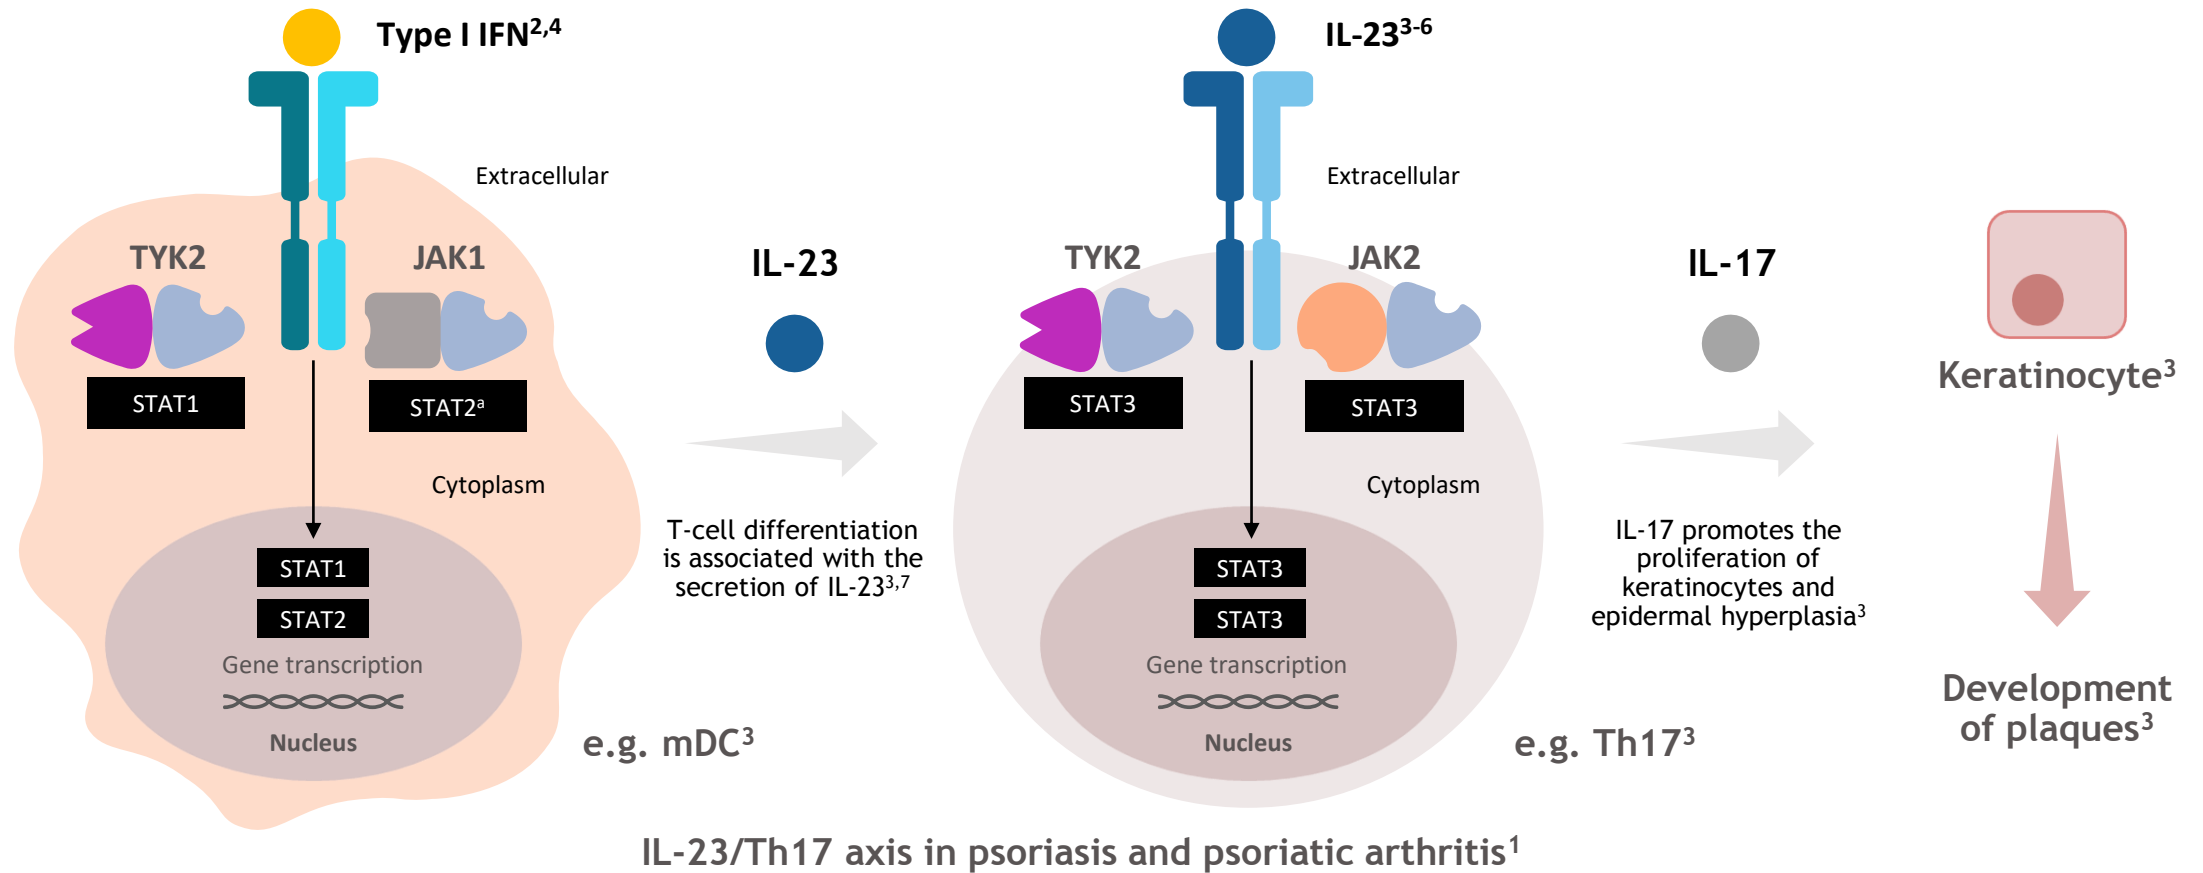 Type I IFN2,4
Extracellular
TYK2
JAK1
STAT1
STAT2a
Cytoplasm
STAT1
STAT2
Gene transcription
Nucleus
e.g. mDC3
IL-23
T-cell differentiation
is associated with the
secretion of IL-233,7
IL-233-6
Extracellular
TYK2
JAK2
STAT3
STAT3
Cytoplasm
STAT3
STAT3
Gene transcription
Nucleus
e.g. Th173
IL-17
IL-17 promotes the
proliferation of
keratinocytes and
epidermal hyperplasia3
Keratinocyte3
Development
of plaques3
IL-23/Th17 axis in psoriasis and psoriatic arthritis1